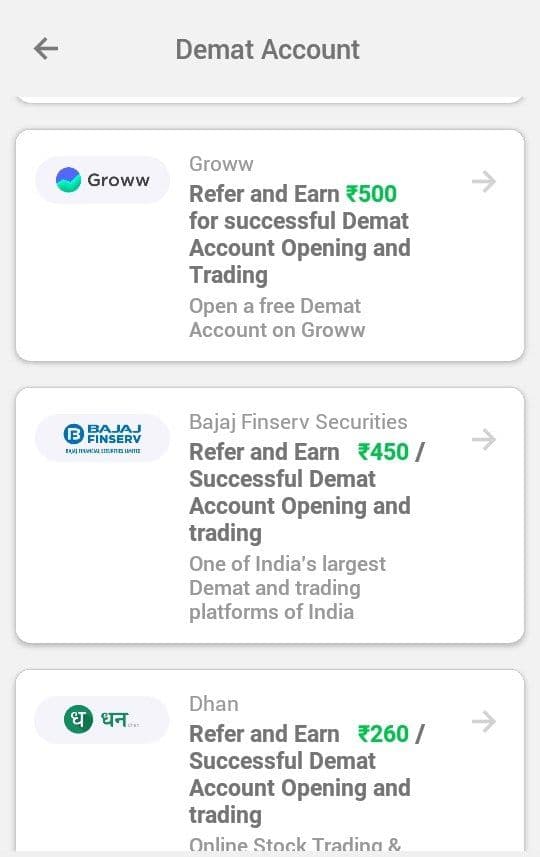 Demat Account
Groww
Groww
Refer and Earn ₹500
for successful Demat
Account Opening and
Trading
Open a free Demat
Account on Groww
BAJAJ
FINSERV
BAJAJ FINANCIAL SECURITIES LIMITED
Bajaj Finserv Securities
Refer and Earn ₹450 /
Successful Demat
Account Opening and
trading
One of India's largest
Demat and trading
platforms of India
ध धन
Dhan
Refer and Earn ₹260 /
Successful Demat
Account Opening and
trading
Online Stock Trading &